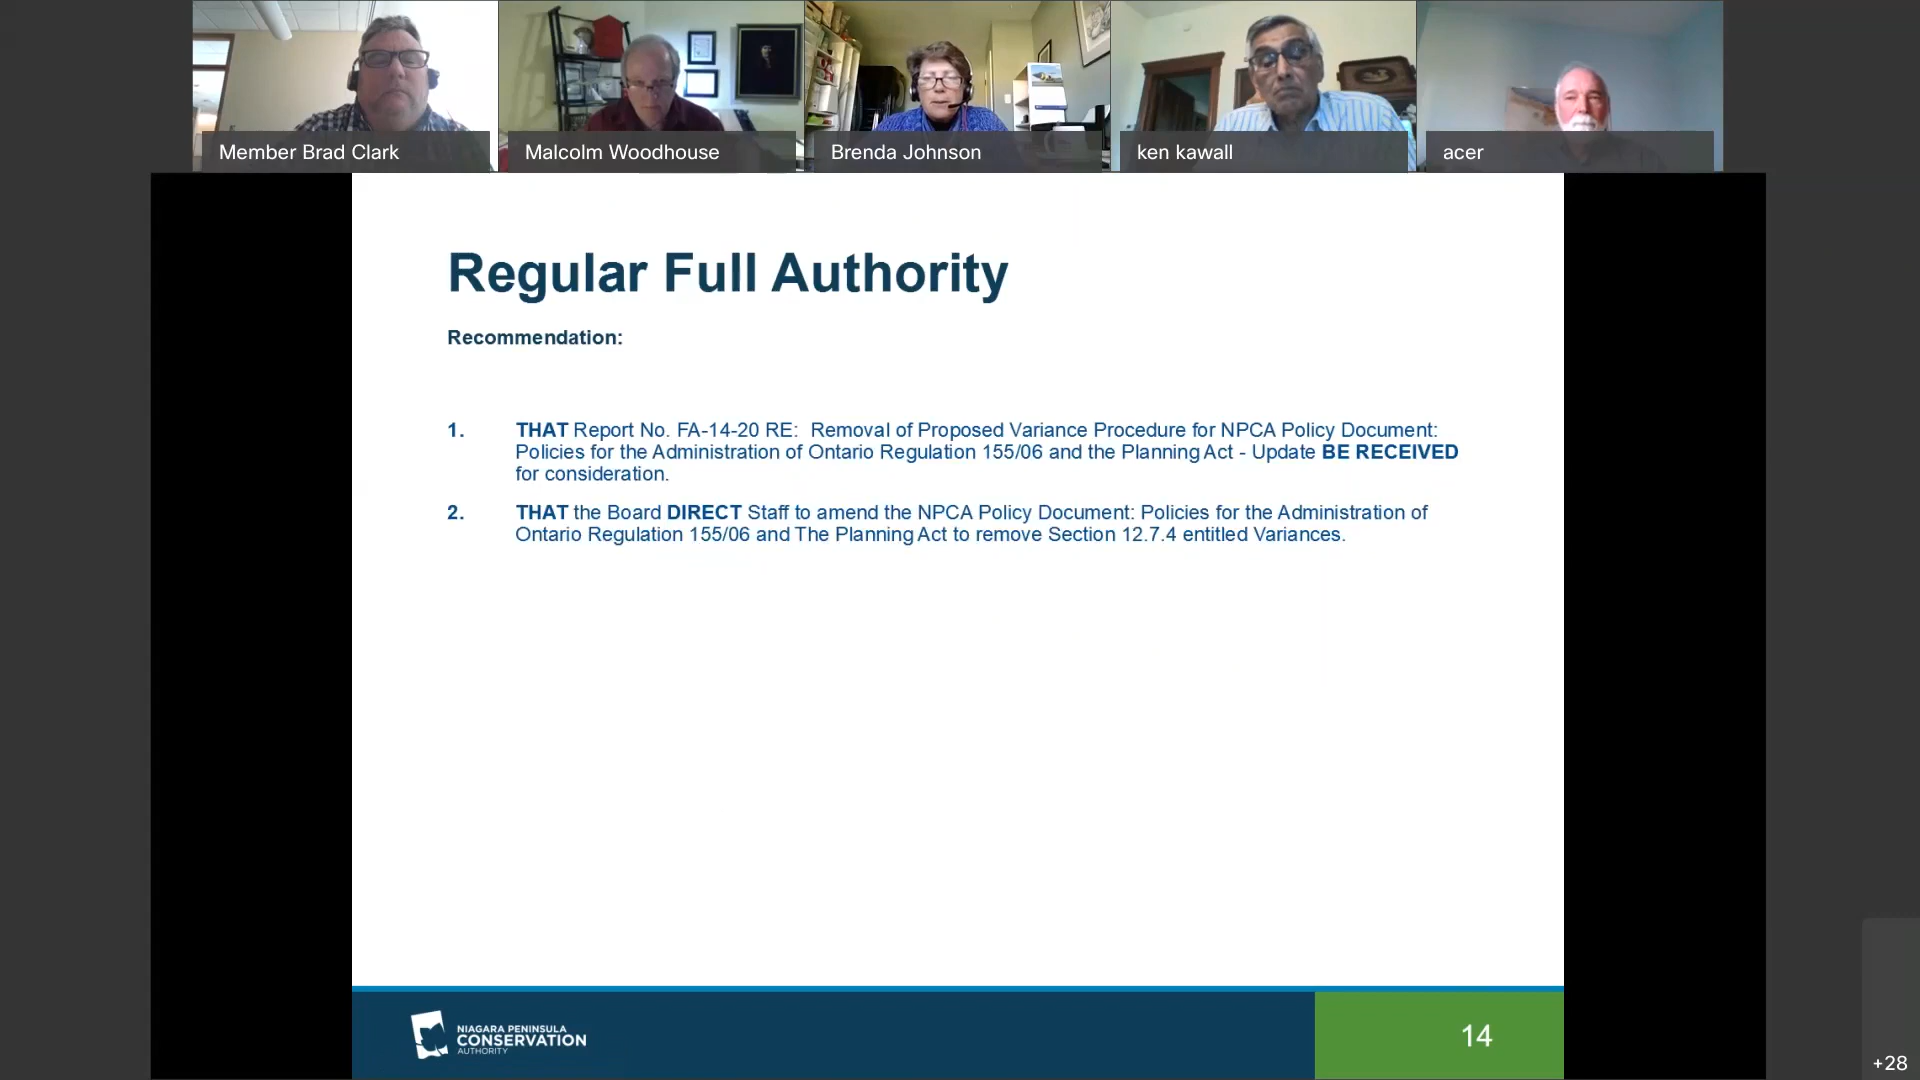 Member Brad Clark
Malcolm Woodhouse
Brenda Johnson
ken kawall
acer
Regular Full Authority
Recommendation:
1. THAT Report No. FA-14-20 RE:  Removal of Proposed Variance Procedure for NPCA Policy Document:
Policies for the Administration of Ontario Regulation 155/06 and the Planning Act - Update BE RECEIVED
for consideration.
2. THAT the Board DIRECT Staff to amend the NPCA Policy Document: Policies for the Administration of
Ontario Regulation 155/06 and The Planning Act to remove Section 12.7.4 entitled Variances.
NIAGARA PENINSULA
CONSERVATION
AUTHORITY
14
+28